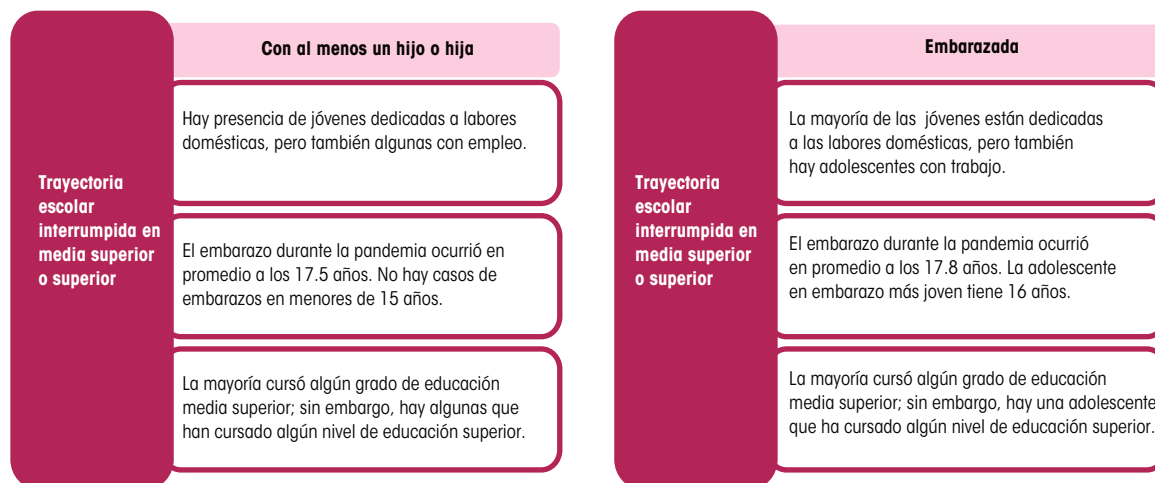 Con al menos un hijo o hija
Trayectoria
escolar
interrumpida en
media superior
o superior
Hay presencia de jóvenes dedicadas a labores
domésticas, pero también algunas con empleo.
El embarazo durante la pandemia ocurrió en
promedio a los 17.5 años. No hay casos de
embarazos en menores de 15 años.
La mayoría cursó algún grado de educación
media superior; sin embargo, hay algunas que
han cursado algún nivel de educación superior.
Embarazada
Trayectoria
escolar
interrumpida en
media superior
o superior
La mayoría de las jóvenes están dedicadas
a las labores domésticas, pero también
hay adolescentes con trabajo.
El embarazo durante la pandemia ocurrió
en promedio a los 17.8 años. La adolescente
en embarazo más joven tiene 16 años.
La mayoría cursó algún grado de educación
media superior; sin embargo, hay una adolescente
que ha cursado algún nivel de educación superior.